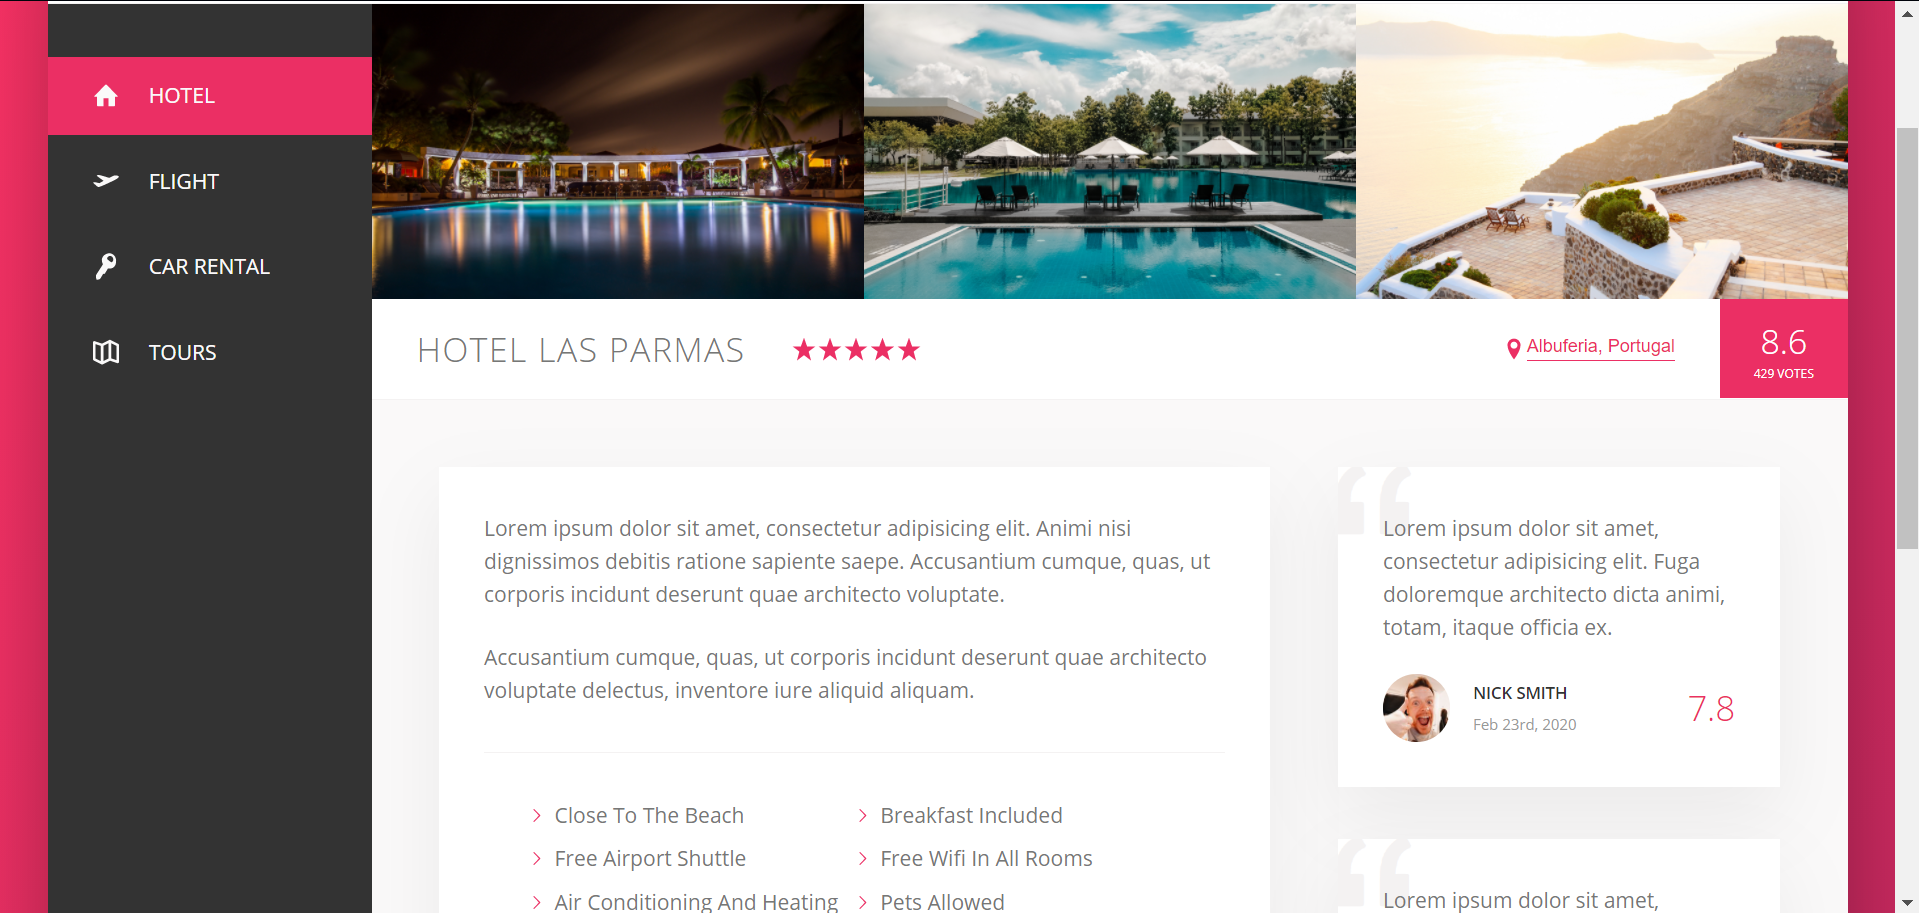 HOTEL
FLIGHT
CAR RENTAL
TOURS
HOTEL LAS PARMAS
Albuferia, Portugal
8.6
429 VOTES
Lorem ipsum dolor sit amet, consectetur adipisicing elit. Animi nisi
dignissimos debitis ratione sapiente saepe. Accusantium cumque, quas, ut
corporis incidunt deserunt quae architecto voluptate.
Accusantium cumque, quas, ut corporis incidunt deserunt quae architecto
voluptate delectus, inventore iure aliquid aliquam.
Close To The Beach
Breakfast Included
Free Airport Shuttle
Free Wifi In All Rooms
Air Conditioning And Heating
Pets Allowed
Lorem ipsum dolor sit amet,
consectetur adipisicing elit. Fuga
doloremque architecto dicta animi,
totam, itaque officia ex.
NICK SMITH
Feb 23rd, 2020
7.8
Lorem ipsum dolor sit amet,